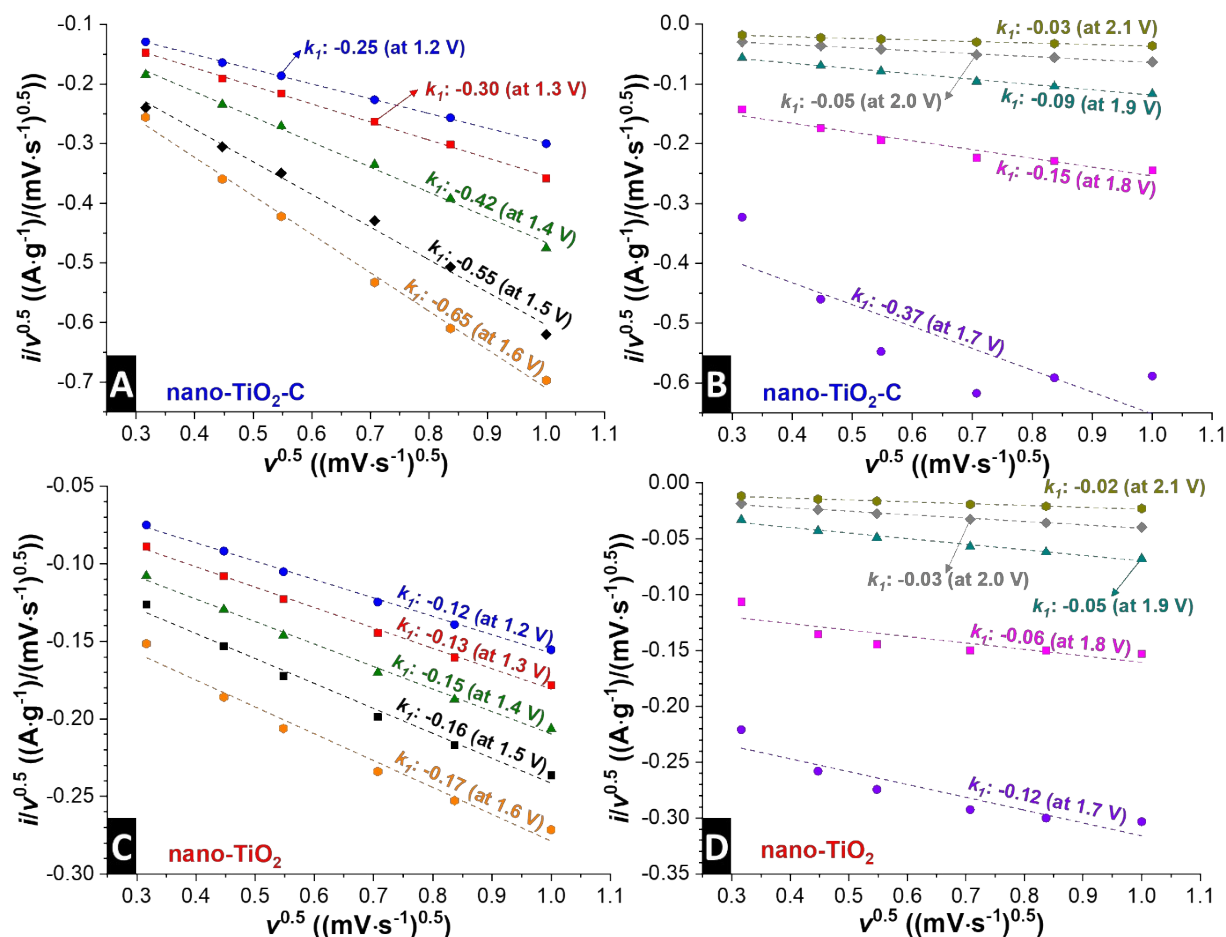 i/v^0.5 ((A·g^-1)/(mV·s^-1)^0.5))
-0.1
-0.2
-0.3
-0.4
-0.5
-0.6
-0.7
k1: -0.25 (at 1.2 V)
k1: -0.30 (at 1.3 V)
k1: -0.42 (at 1.4 V)
k1: -0.55 (at 1.5 V)
k1: -0.65 (at 1.6 V)
A
nano-TiO2-C
0.3 0.4 0.5 0.6 0.7 0.8 0.9 1.0 1.1
v^0.5 ((mV·s^-1)^0.5)
i/v^0.5 ((A·g^-1)/(mV·s^-1)^0.5))
0.0
-0.1
-0.2
-0.3
-0.4
-0.5
-0.6
k1: -0.03 (at 2.1 V)
k1: -0.05 (at 2.0 V)
k1: -0.09 (at 1.9 V)
k1: -0.15 (at 1.8 V)
k1: -0.37 (at 1.7 V)
B
nano-TiO2-C
0.3 0.4 0.5 0.6 0.7 0.8 0.9 1.0 1.1
v^0.5 ((mV·s^-1)^0.5)
i/v^0.5 ((A·g^-1)/(mV·s^-1)^0.5))
-0.05
-0.10
-0.15
-0.20
-0.25
-0.30
k1: -0.12 (at 1.2 V)
k1: -0.13 (at 1.3 V)
k1: -0.15 (at 1.4 V)
k1: -0.16 (at 1.5 V)
k1: -0.17 (at 1.6 V)
C
nano-TiO2
0.3 0.4 0.5 0.6 0.7 0.8 0.9 1.0 1.1
v^0.5 ((mV·s^-1)^0.5)
i/v^0.5 ((A·g^-1)/(mV·s^-1)^0.5))
0.00
-0.05
-0.10
-0.15
-0.20
-0.25
-0.30
-0.35
k1: -0.02 (at 2.1 V)
k1: -0.03 (at 2.0 V)
k1: -0.05 (at 1.9 V)
k1: -0.06 (at 1.8 V)
k1: -0.12 (at 1.7 V)
D
nano-TiO2
0.3 0.4 0.5 0.6 0.7 0.8 0.9 1.0 1.1
v^0.5 ((mV·s^-1)^0.5)